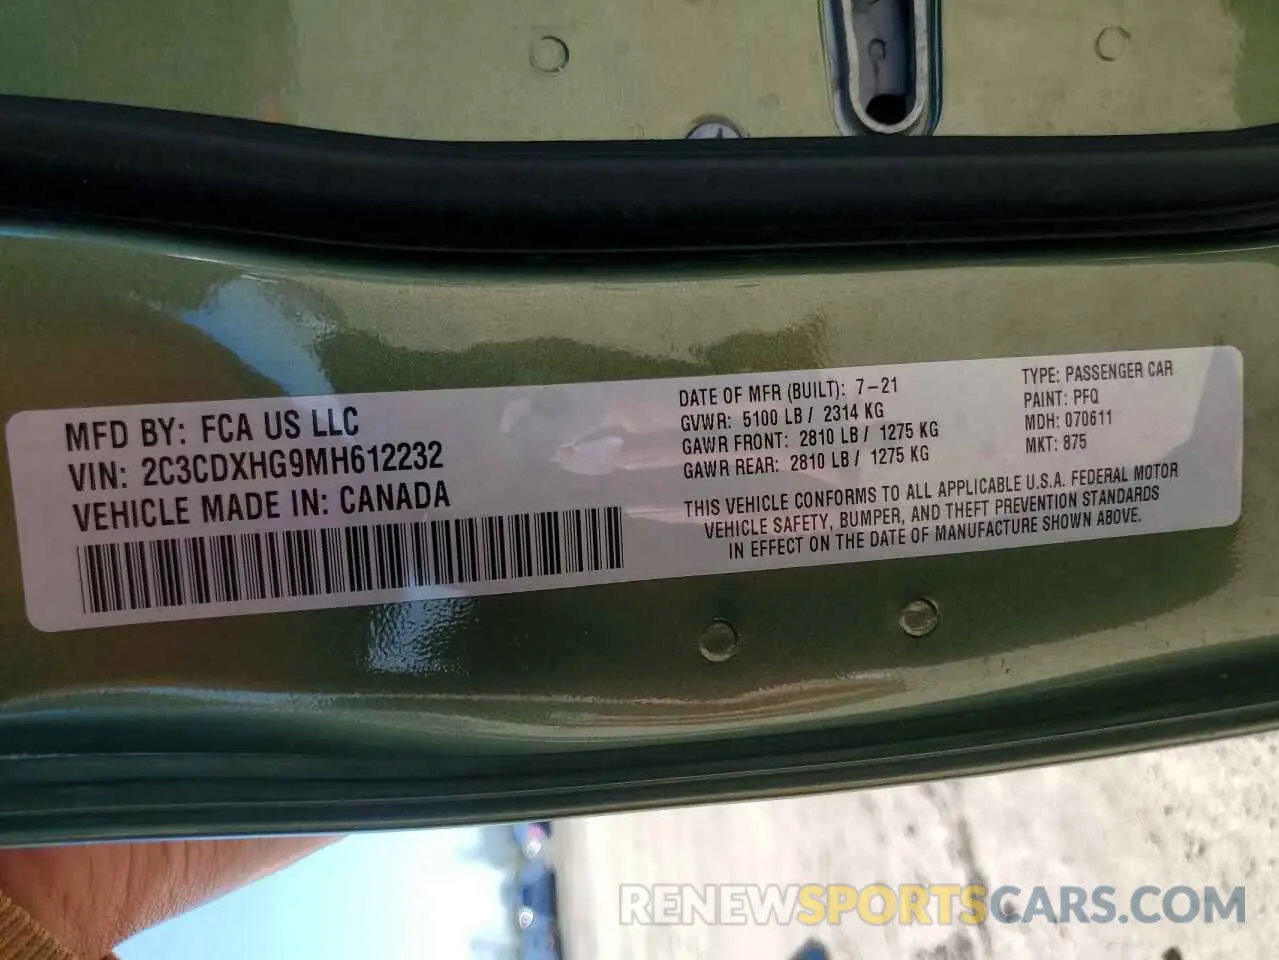 MFD BY: FCA US LLC
VIN: 2C3CDXHG9MH612232
VEHICLE MADE IN: CANADA
DATE OF MFR (BUILT): 7-21
GVWR: 5100 LB / 2314 KG
GAWR FRONT: 2810 LB / 1275 KG
GAWR REAR: 2810 LB / 1275 KG
TYPE: PASSENGER CAR
PAINT: PFQ
MDH: 070611
MKT: 875
THIS VEHICLE CONFORMS TO ALL APPLICABLE U.S.A. FEDERAL MOTOR
VEHICLE SAFETY, BUMPER, AND THEFT PREVENTION STANDARDS
IN EFFECT ON THE DATE OF MANUFACTURE SHOWN ABOVE.
RENEWSPORTSCARS.COM